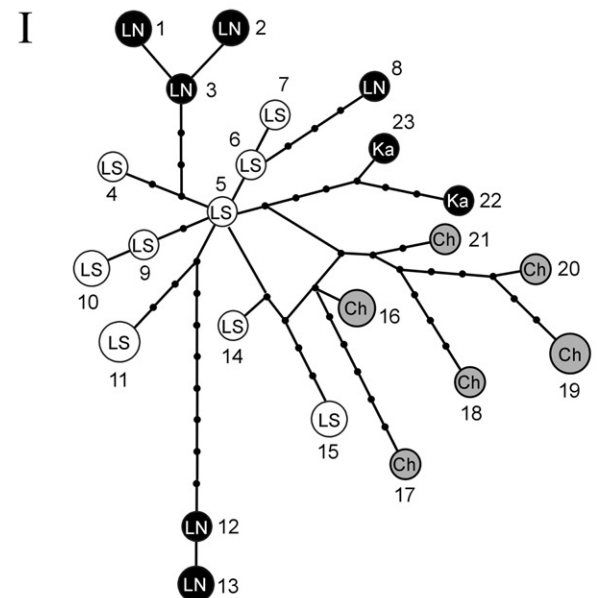 I
LN 1
LN 2
LN 3
7
LS
8
LN
6
LS
23
Ka
LS
4
5
LS
Ka 22
LS
9
LS
10
Ch 21
Ch 20
LS
11
LS
14
Ch 16
Ch
19
Ch
18
LS
15
Ch
17
LN 12
LN 13